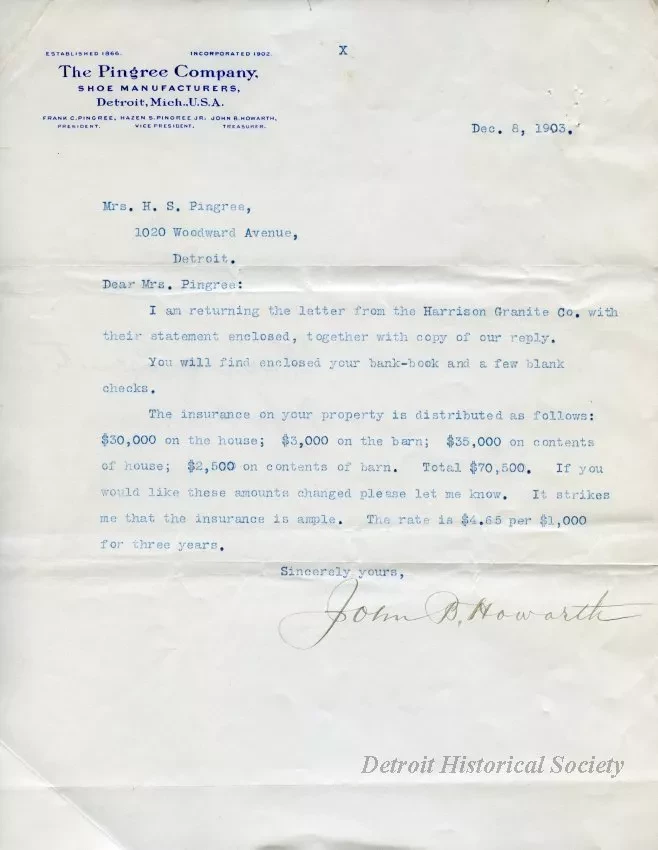 X
ESTABLISHED 1866. INCORPORATED 1902.
The Pingree Company,
SHOE MANUFACTURERS,
Detroit, Mich., U.S.A.
FRANK C. PINGREE, HAZEN S. PINGREE JR. JOHN B. HOWARTH,
PRESIDENT. VICE PRESIDENT. TREASURER.
Dec. 8, 1903.
Mrs. H. S. Pingree,
1020 Woodward Avenue,
Detroit.
Dear Mrs. Pingree:
I am returning the letter from the Harrison Granite Co. with
their statement enclosed, together with copy of our reply.
You will find enclosed your bank-book and a few blank
checks.
The insurance on your property is distributed as follows:
$30,000 on the house; $3,000 on the barn; $35,000 on contents
of house; $2,500 on contents of barn. Total $70,500. If you
would like these amounts changed please let me know. It strikes
me that the insurance is ample. The rate is $4.65 per $1,000
for three years.
Sincerely yours,
John B. Howarth
Detroit Historical Society